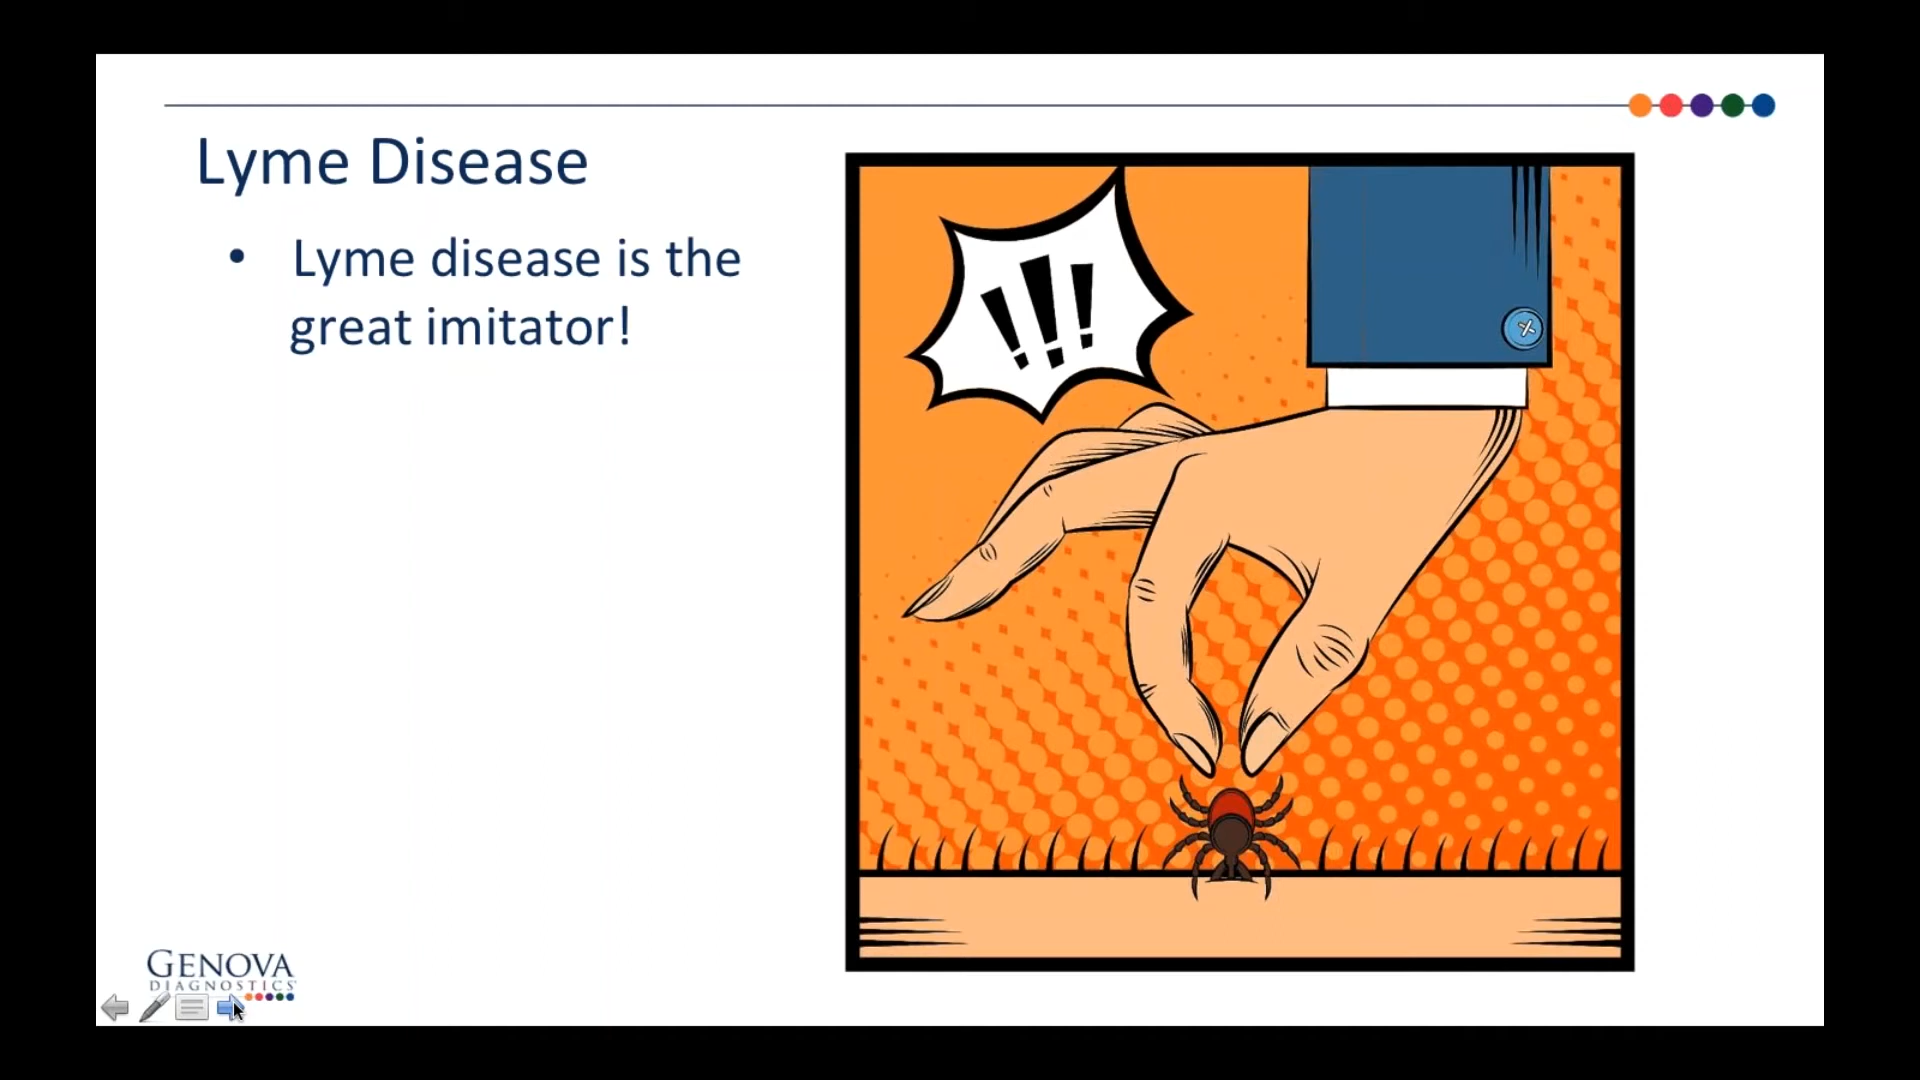 Lyme Disease
• Lyme disease is the
great imitator!
!!!
GENOVA
DIAGNOSTICS